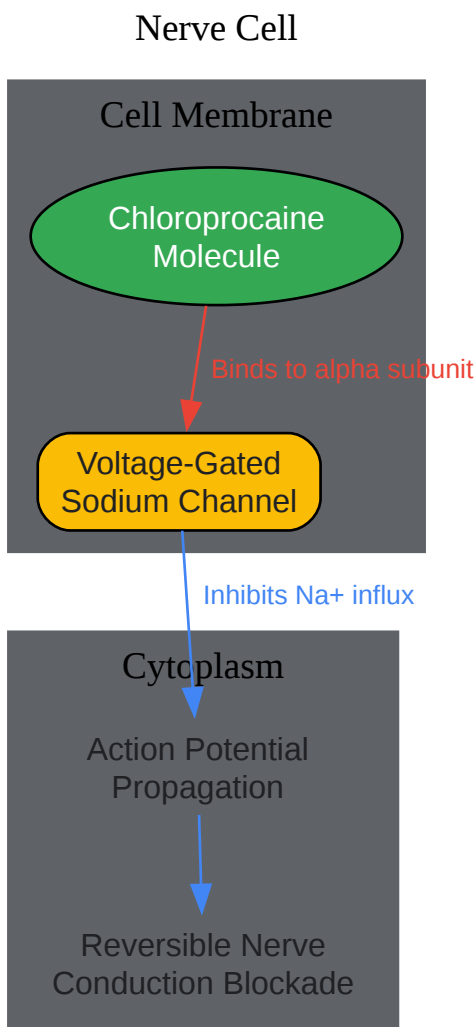 Nerve Cell
Cell Membrane
Chloroprocaine
Molecule
Binds to alpha subunit
Voltage-Gated
Sodium Channel
Inhibits Na+ influx
Cytoplasm
Action Potential
Propagation
Reversible Nerve
Conduction Blockade